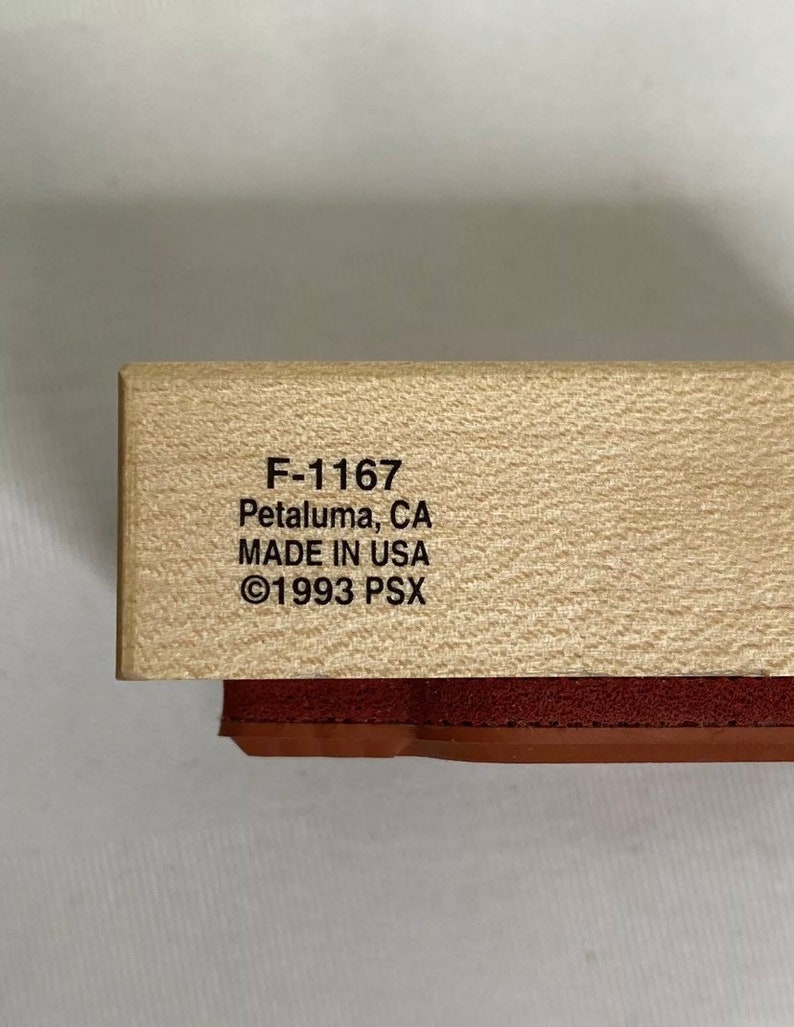 F-1167
Petaluma, CA
MADE IN USA
©1993 PSX